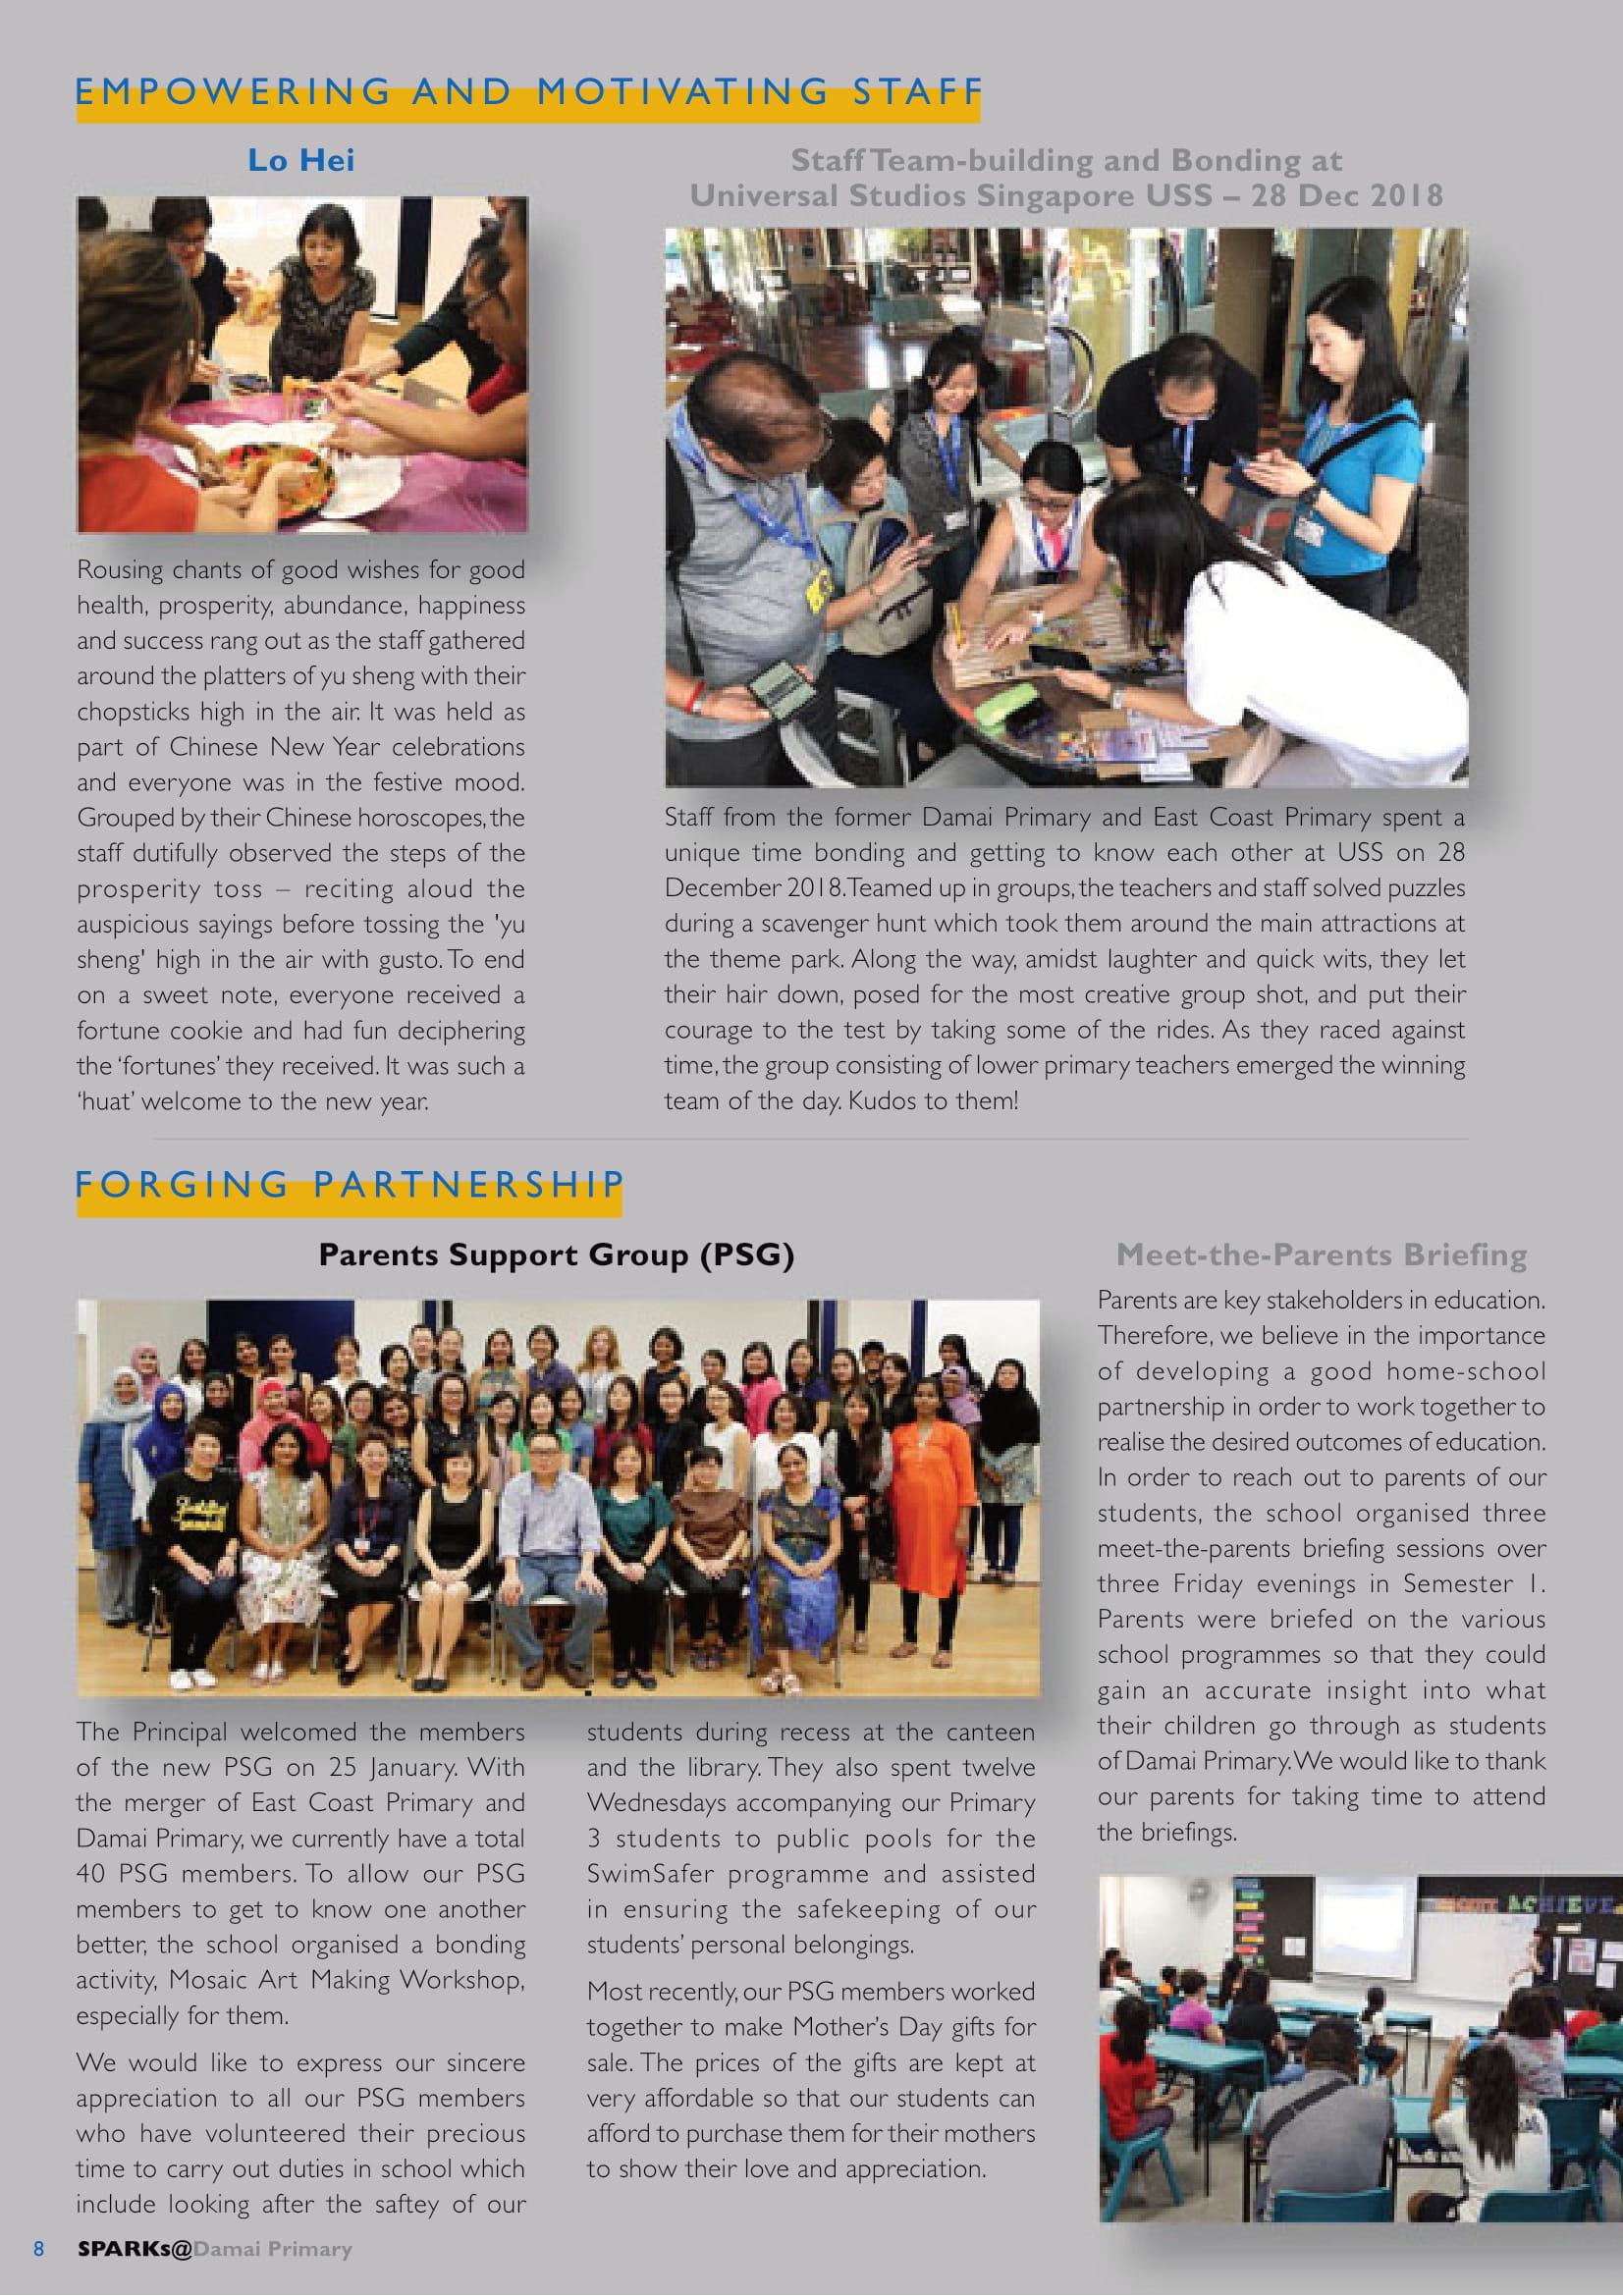 EMPOWERING AND MOTIVATING STAFF
Lo Hei
Rousing chants of good wishes for good
health, prosperity, abundance, happiness
and success rang out as the staff gathered
around the platters of yu sheng with their
chopsticks high in the air. It was held as
part of Chinese New Year celebrations
and everyone was in the festive mood.
Grouped by their Chinese horoscopes, the
staff dutifully observed the steps of the
prosperity toss – reciting aloud the
auspicious sayings before tossing the 'yu
sheng' high in the air with gusto. To end
on a sweet note, everyone received a
fortune cookie and had fun deciphering
the ‘fortunes’ they received. It was such a
‘huat’ welcome to the new year.
Staff Team-building and Bonding at
Universal Studios Singapore USS – 28 Dec 2018
Staff from the former Damai Primary and East Coast Primary spent a
unique time bonding and getting to know each other at USS on 28
December 2018. Teamed up in groups, the teachers and staff solved puzzles
during a scavenger hunt which took them around the main attractions at
the theme park. Along the way, amidst laughter and quick wits, they let
their hair down, posed for the most creative group shot, and put their
courage to the test by taking some of the rides. As they raced against
time, the group consisting of lower primary teachers emerged the winning
team of the day. Kudos to them!
FORGING PARTNERSHIP
Parents Support Group (PSG)
The Principal welcomed the members
of the new PSG on 25 January. With
the merger of East Coast Primary and
Damai Primary, we currently have a total
40 PSG members. To allow our PSG
members to get to know one another
better, the school organised a bonding
activity, Mosaic Art Making Workshop,
especially for them.
We would like to express our sincere
appreciation to all our PSG members
who have volunteered their precious
time to carry out duties in school which
include looking after the saftey of our
students during recess at the canteen
and the library. They also spent twelve
Wednesdays accompanying our Primary
3 students to public pools for the
SwimSafer programme and assisted
in ensuring the safekeeping of our
students’ personal belongings.
Most recently, our PSG members worked
together to make Mother’s Day gifts for
sale. The prices of the gifts are kept at
very affordable so that our students can
afford to purchase them for their mothers
to show their love and appreciation.
Meet-the-Parents Briefing
Parents are key stakeholders in education.
Therefore, we believe in the importance
of developing a good home-school
partnership in order to work together to
realise the desired outcomes of education.
In order to reach out to parents of our
students, the school organised three
meet-the-parents briefing sessions over
three Friday evenings in Semester 1.
Parents were briefed on the various
school programmes so that they could
gain an accurate insight into what
their children go through as students
of Damai Primary. We would like to thank
our parents for taking time to attend
the briefings.
ACHIEVE
8 SPARKs@Damai Primary